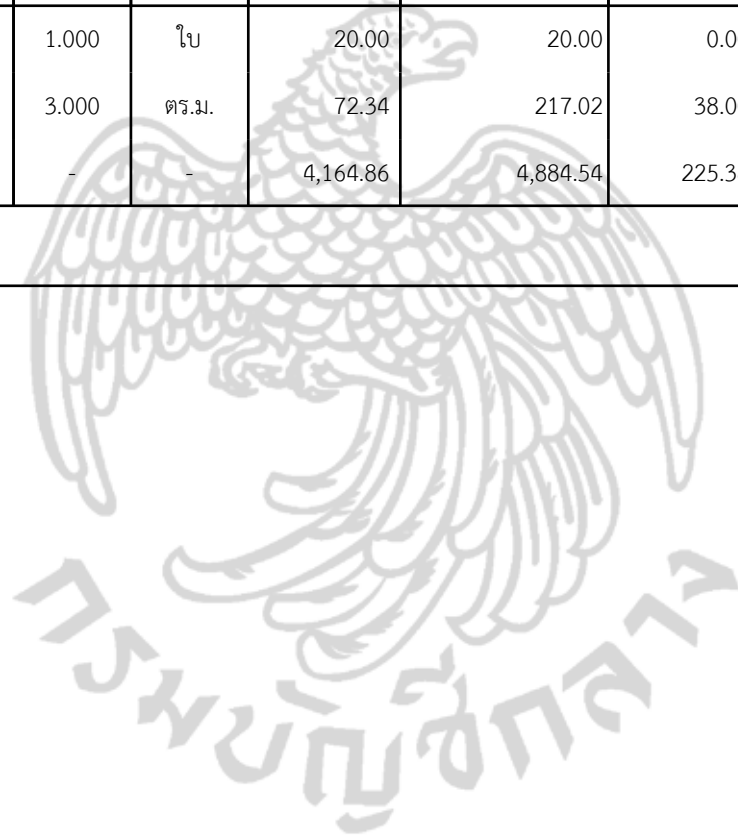 1.000 ใบ 20.00 20.00 0.0
3.000 ตร.ม. 72.34 217.02 38.0
- - 4,164.86 4,884.54 225.3
กรมบัญชีกลาง